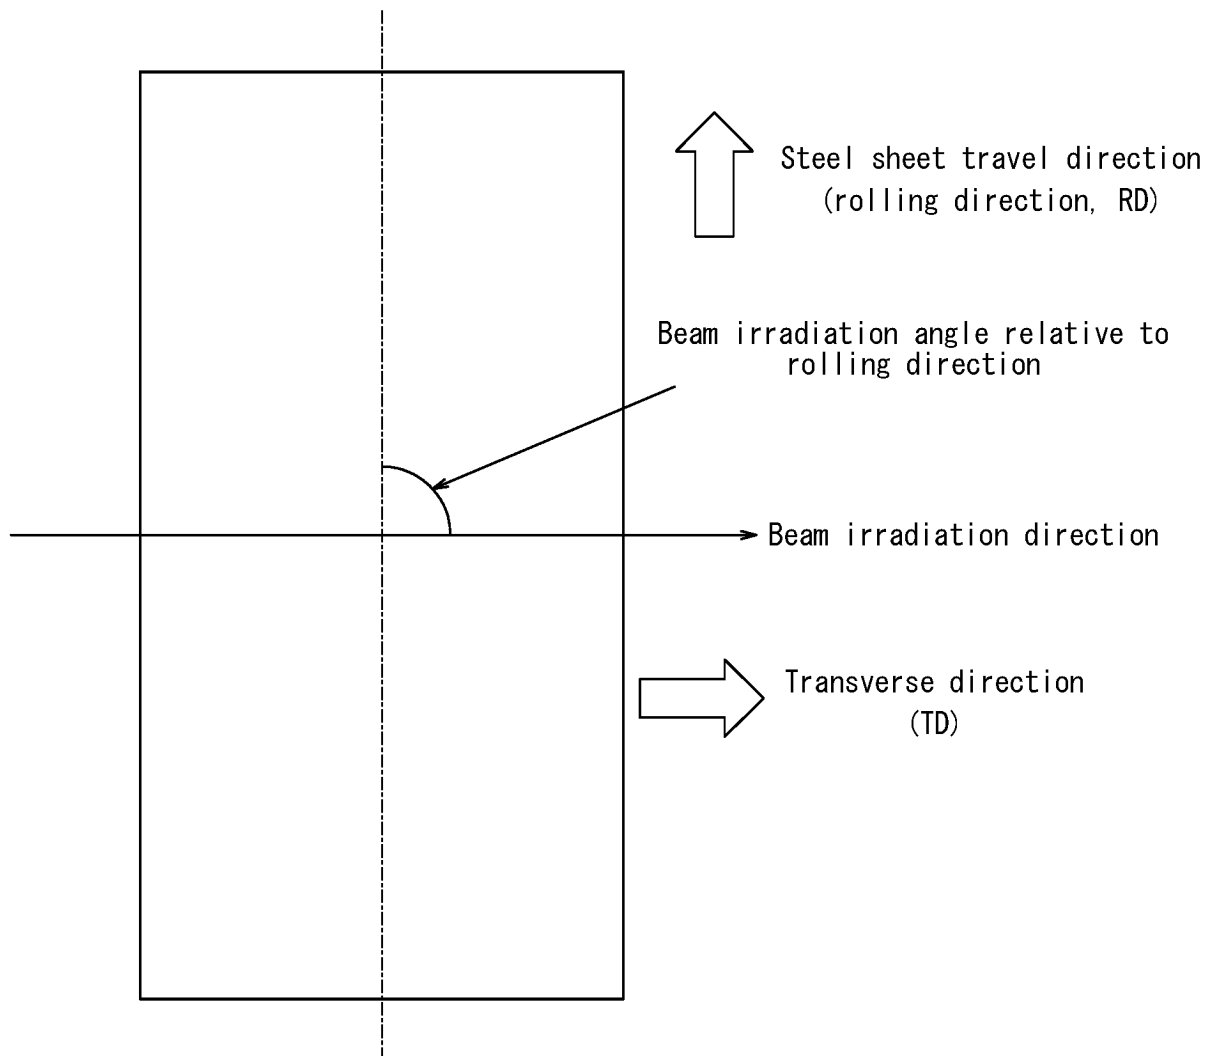 Steel sheet travel direction
(rolling direction, RD)
Beam irradiation angle relative to
rolling direction
Beam irradiation direction
Transverse direction
(TD)